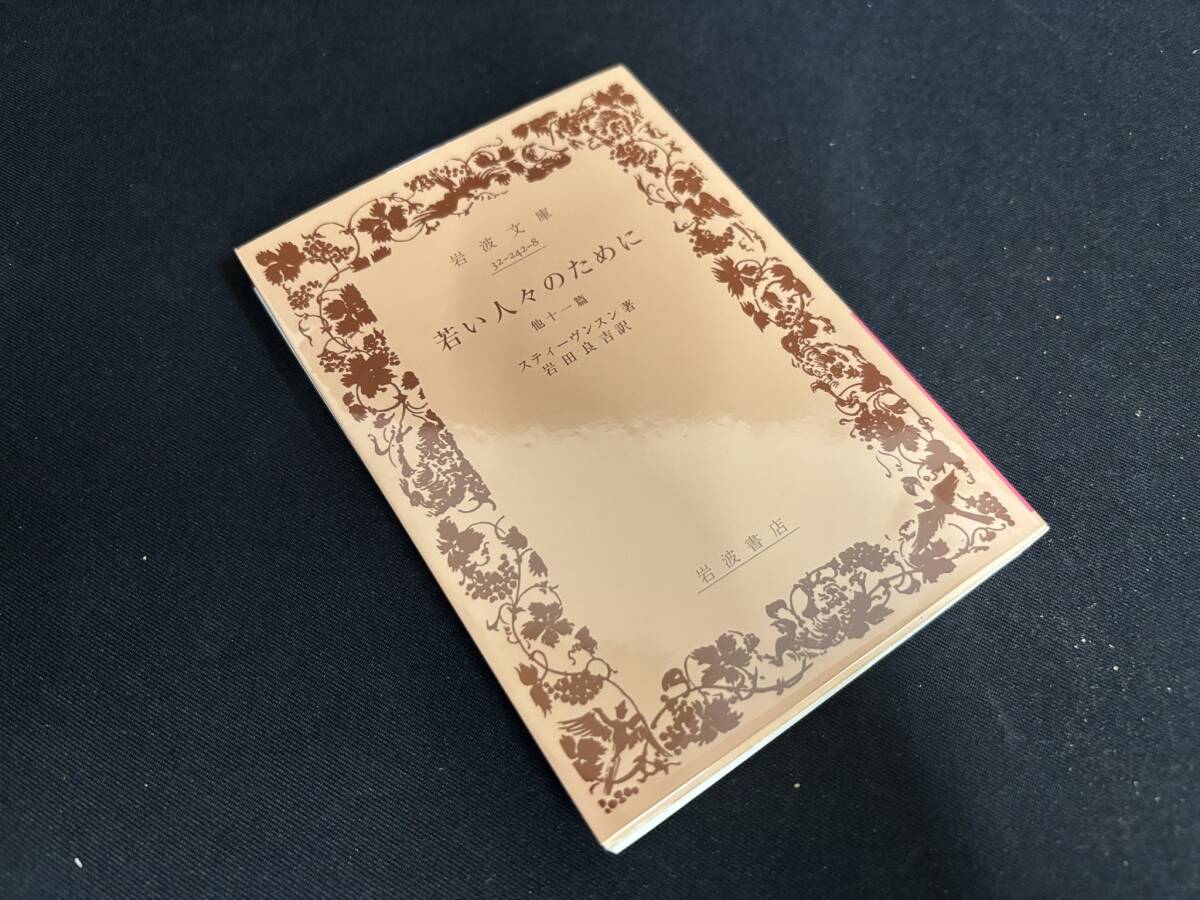 岩波文庫
32-242-8
若い人々のために
他十一篇
スティーヴンスン著
岩田良吉訳
岩波書店